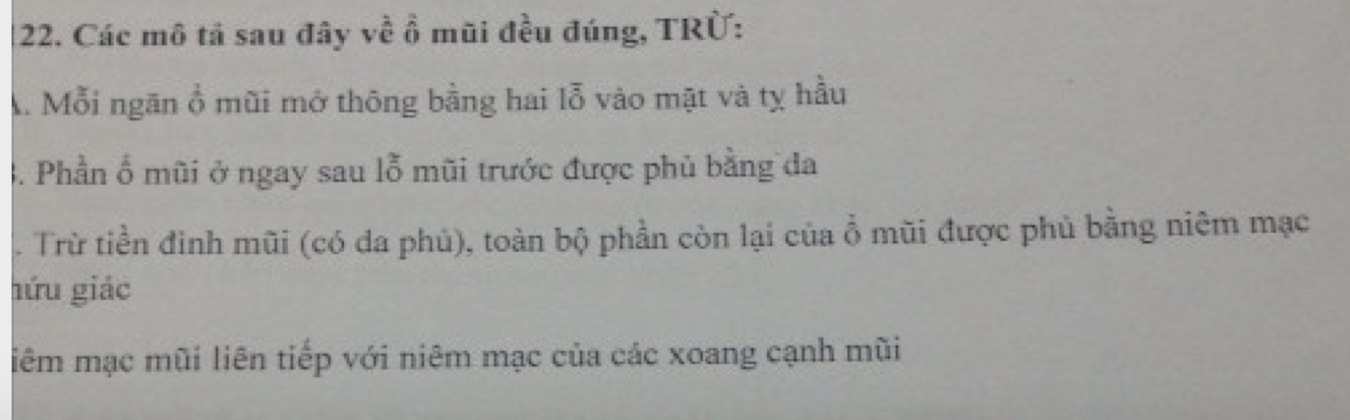 122. Các mô tả sau đây về ổ mũi đều đúng, TRỪ:
A. Mỗi ngăn ổ mũi mở thông bằng hai lỗ vào mặt và tỵ hầu
B. Phần ổ mũi ở ngay sau lỗ mũi trước được phủ bằng da
. Trừ tiền đình mũi (có da phủ), toàn bộ phần còn lại của ổ mũi được phủ bằng niêm mạc
hứu giác
iêm mạc mũi liên tiếp với niêm mạc của các xoang cạnh mũi